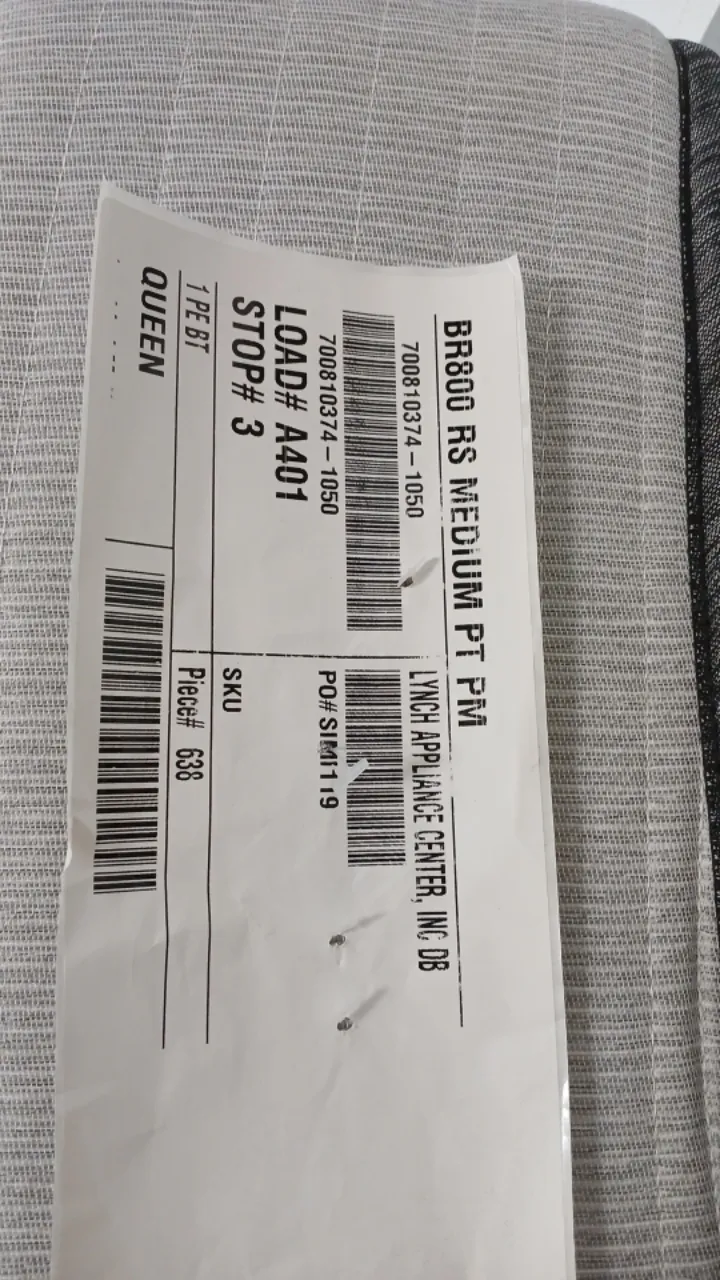 BR800 RS MEDIUM PT PM
700810374-1050
LYNCH APPLIANCE CENTER, INC DB
700810374-1050
PO#
LOAD# A401
STOP# 3
SKU
1 PE BT
Piece# 638
QUEEN